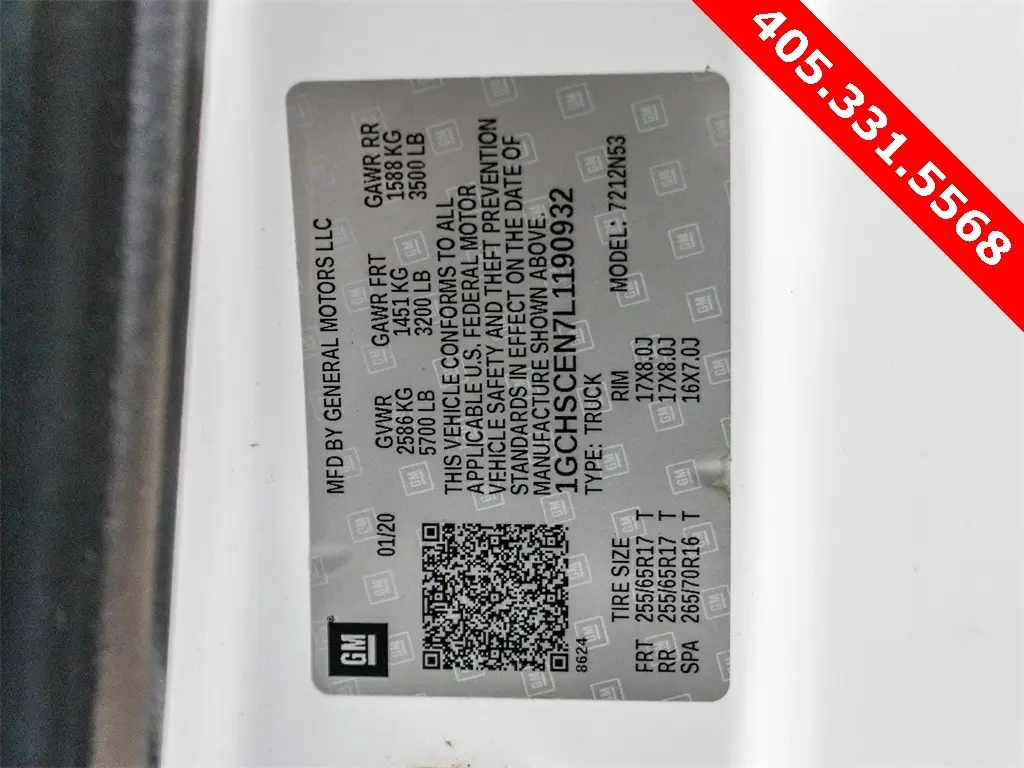 405.331.5568
GM
MFD BY GENERAL MOTORS LLC
01/20
GVWR GAWR FRT GAWR RR
2586 KG 1451 KG 1588 KG
5700 LB 3200 LB 3500 LB
THIS VEHICLE CONFORMS TO ALL
APPLICABLE U.S. FEDERAL MOTOR
VEHICLE SAFETY AND THEFT PREVENTION
STANDARDS IN EFFECT ON THE DATE OF
MANUFACTURE SHOWN ABOVE.
1GCHSCEN7L1190932
TYPE: TRUCK MODEL: 7212N53
8624
TIRE SIZE RIM
FRT 255/65R17 T 17X8.0J
RR 255/65R17 T 17X8.0J
SPA 265/70R16 T 16X7.0J